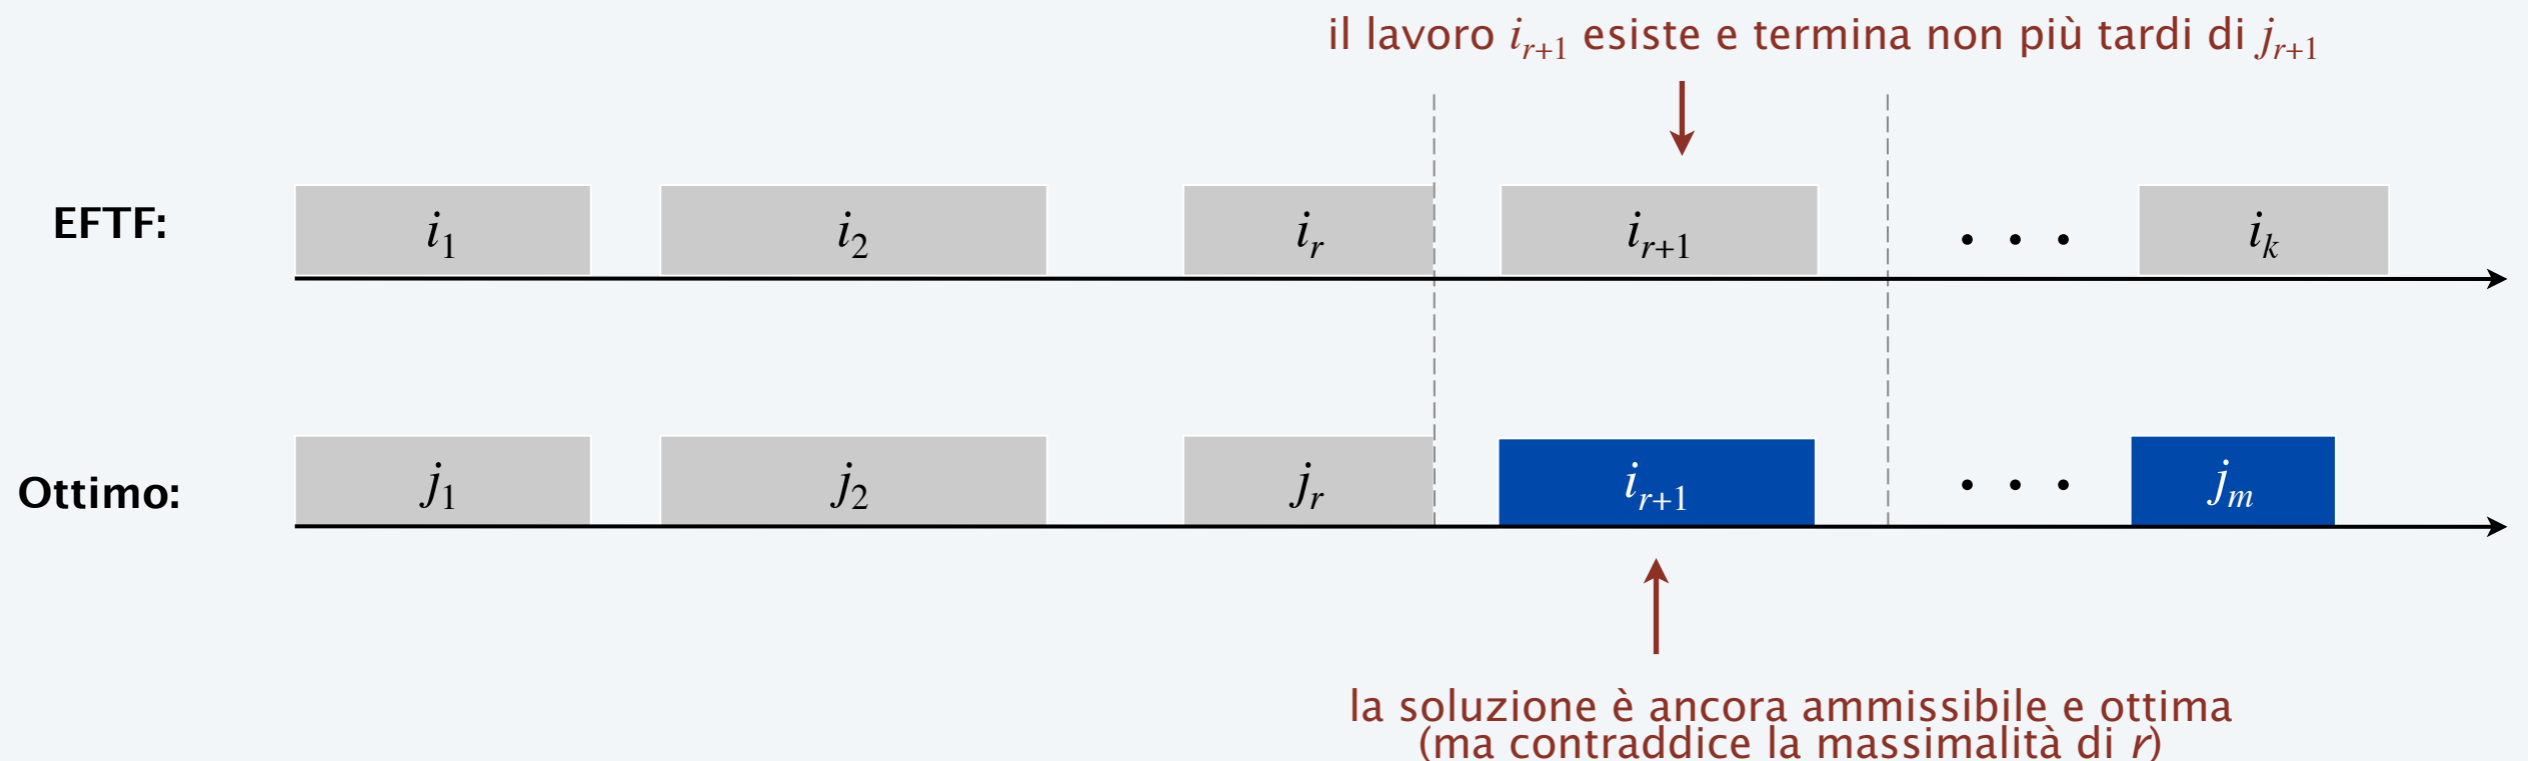 il lavoro i_{r+1} esiste e termina non più tardi di j_{r+1}
EFTF: i_1 i_2 i_r i_{r+1} • • • i_k
Ottimo: j_1 j_2 j_r i_{r+1} • • • j_m
la soluzione è ancora ammissibile e ottima
(ma contraddice la massimalità di r)